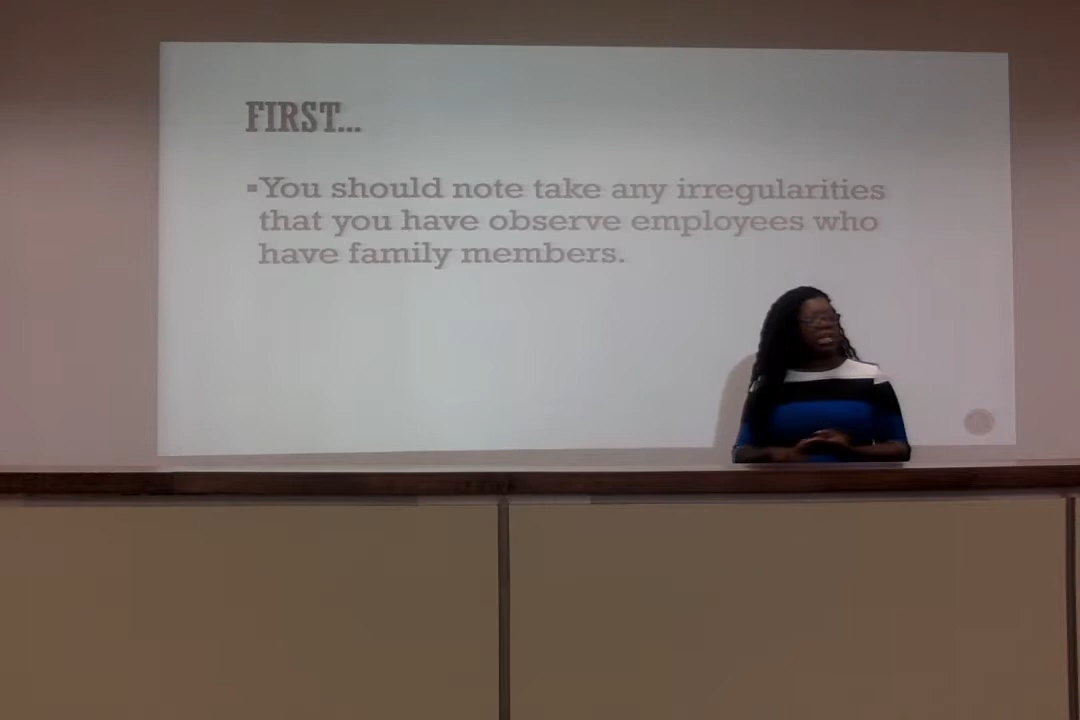 FIRST...
▪You should note take any irregularities
that you have observe employees who
have family members.